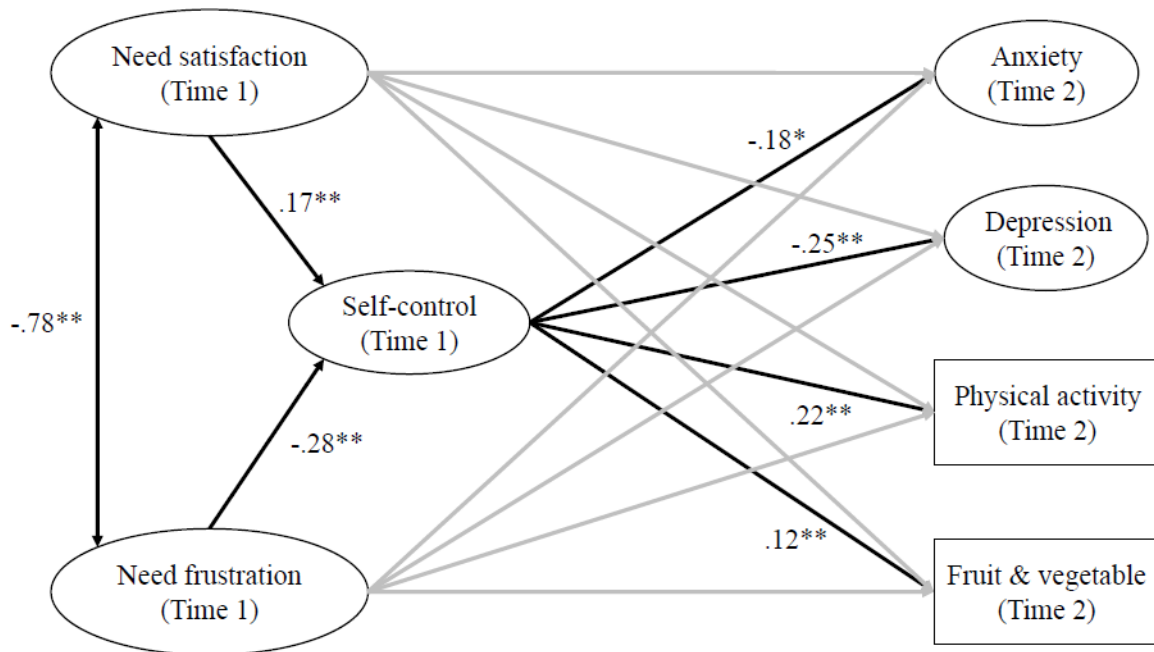 Need satisfaction
(Time 1)
Anxiety
(Time 2)
-.18*
.17**
Depression
(Time 2)
-.25**
Self-control
(Time 1)
-.78**
Physical activity
(Time 2)
.22**
-.28**
.12**
Need frustration
(Time 1)
Fruit & vegetable
(Time 2)